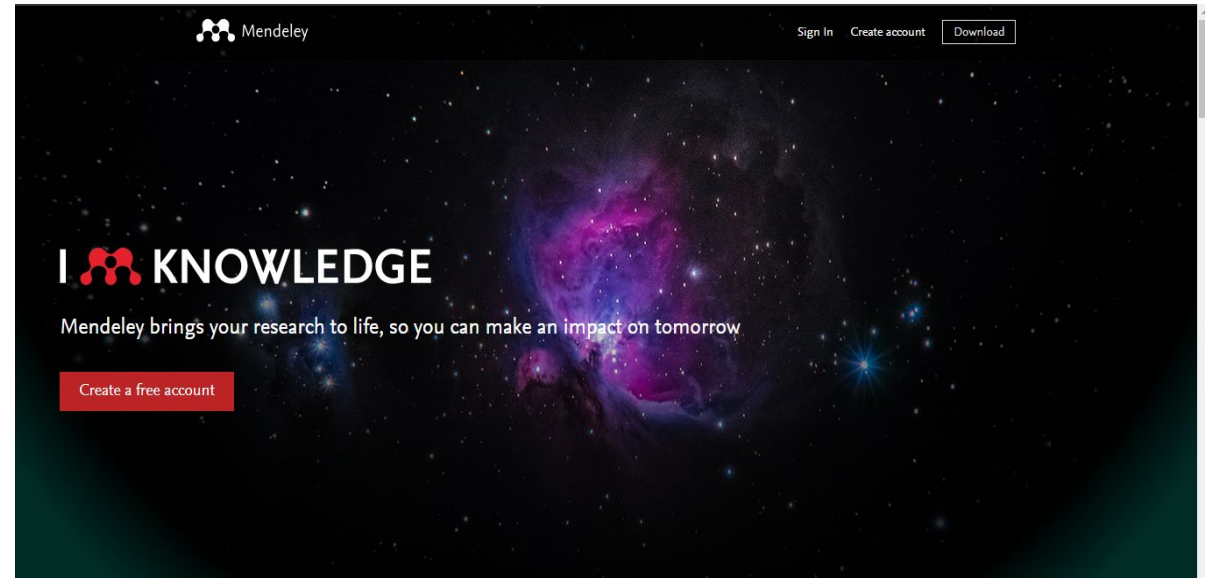 Mendeley
Sign In
Create account
Download
I KNOWLEDGE
Mendeley brings your research to life, so you can make an impact on tomorrow
Create a free account